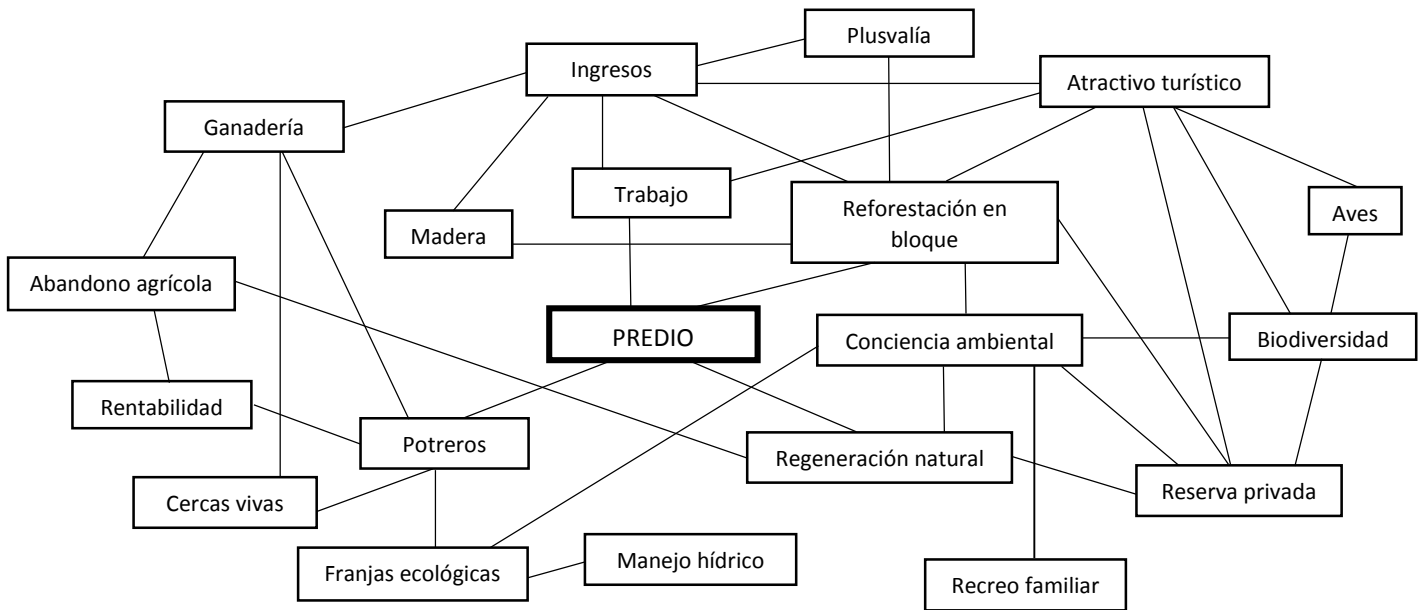 Plusvalía
Ingresos
Atractivo turístico
Ganadería
Trabajo
Reforestación en
bloque
Aves
Madera
Abandono agrícola
PREDIO
Conciencia ambiental
Biodiversidad
Rentabilidad
Potreros
Regeneración natural
Reserva privada
Cercas vivas
Franjas ecológicas
Manejo hídrico
Recreo familiar